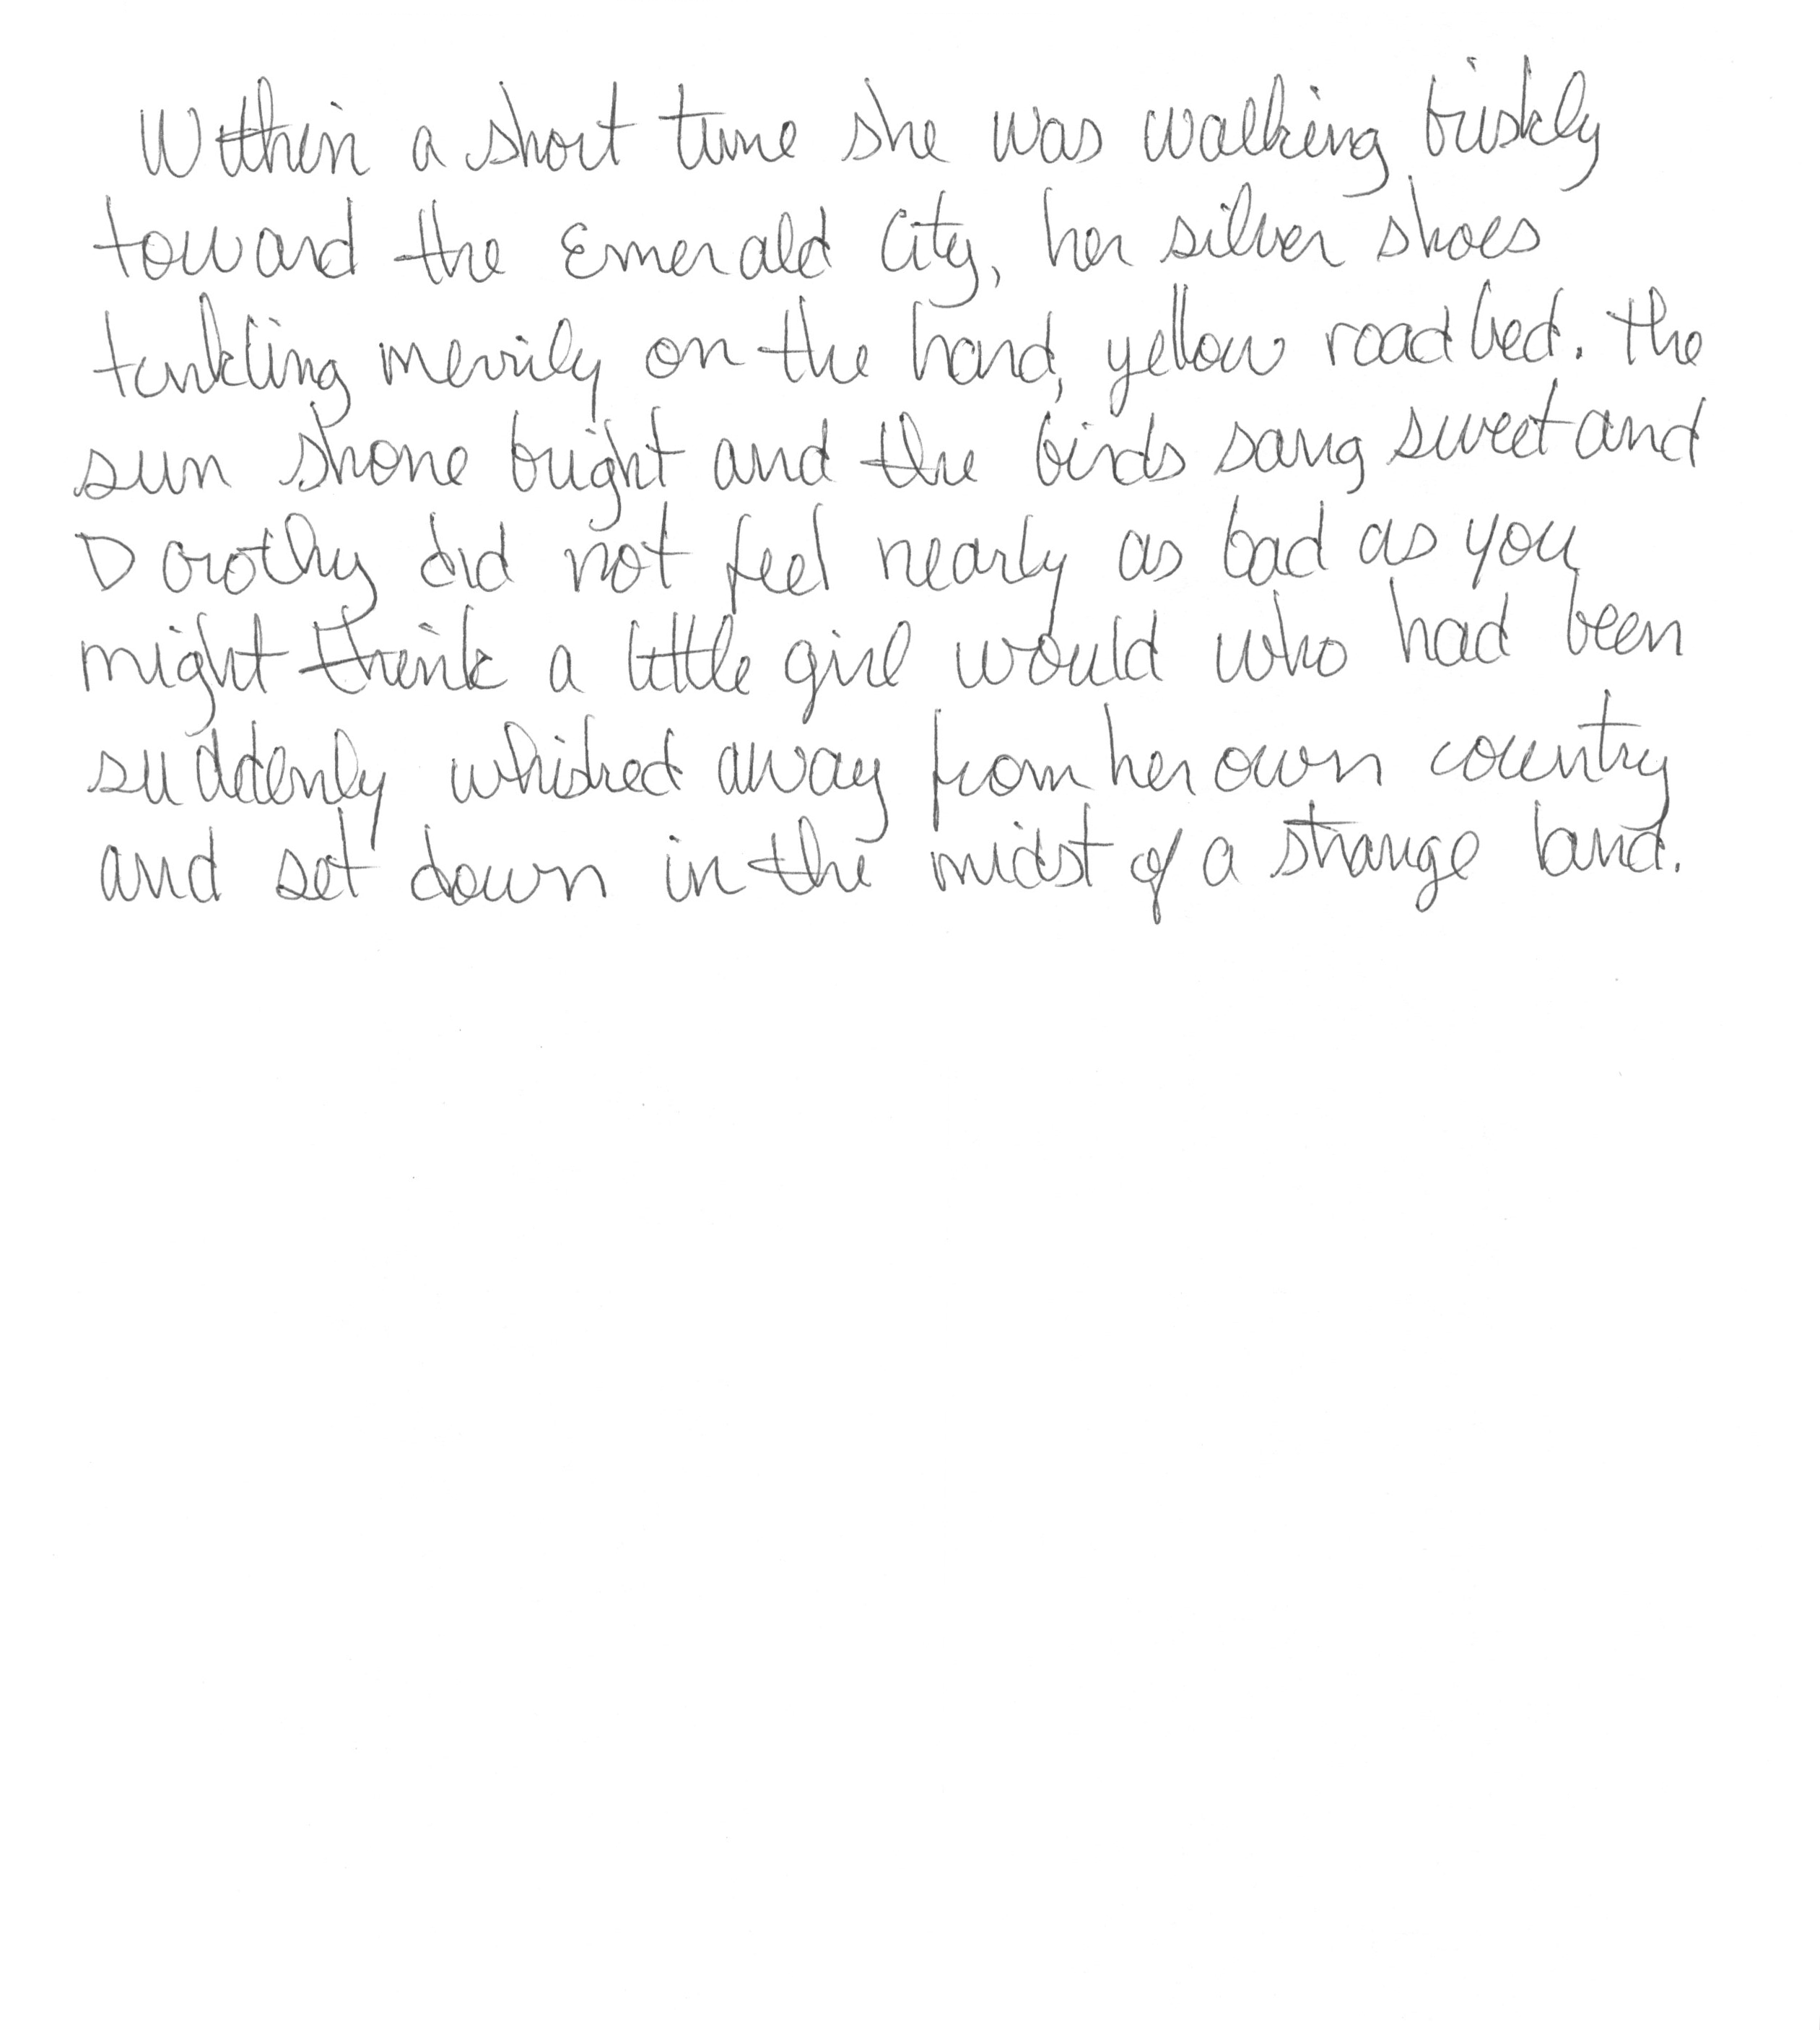 Within a short time she was walking briskly
toward the Emerald City, her silver shoes
tinkling merrily on the hard, yellow roadbed. The
sun shone bright and the birds sang sweet and
Dorothy did not feel nearly as bad as you
might think a little girl would who had been
suddenly whisked away from her own country
and set down in the midst of a strange land.